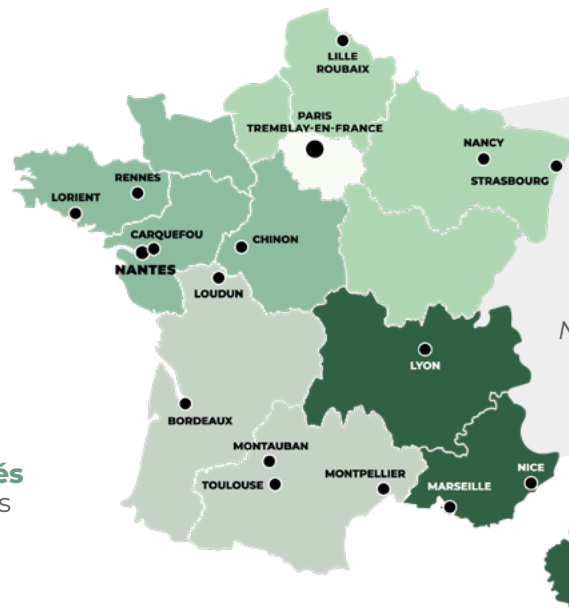 LILLE
ROUBAIX
PARIS
TREMBLAY-EN-FRANCE
NANCY
STRASBOURG
RENNES
LORIENT
CARQUEFOU
NANTES
CHINON
LOUDUN
N
LYON
BORDEAUX
MONTAUBAN
TOULOUSE
MONTPELLIER
MARSEILLE
NICE
és
s